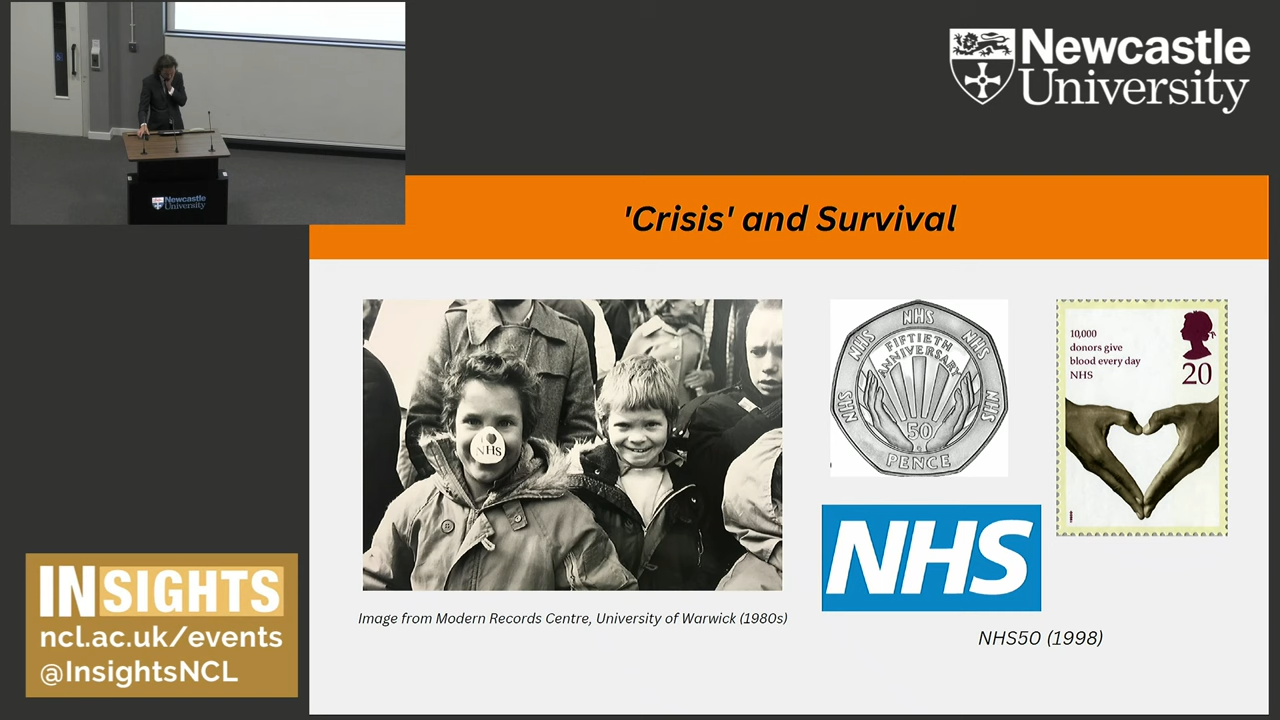 Newcastle
University
Newcastle
University
'Crisis' and Survival
NHS
NHS
NHS
NHS
NHS
NHS
FIFTIETH
ANNIVERSARY
50
PENCE
10,000
donors give
blood every day
NHS
20
NHS
Image from Modern Records Centre, University of Warwick (1980s)
NHS50 (1998)
INSIGHTS
ncl.ac.uk/events
@InsightsNCL